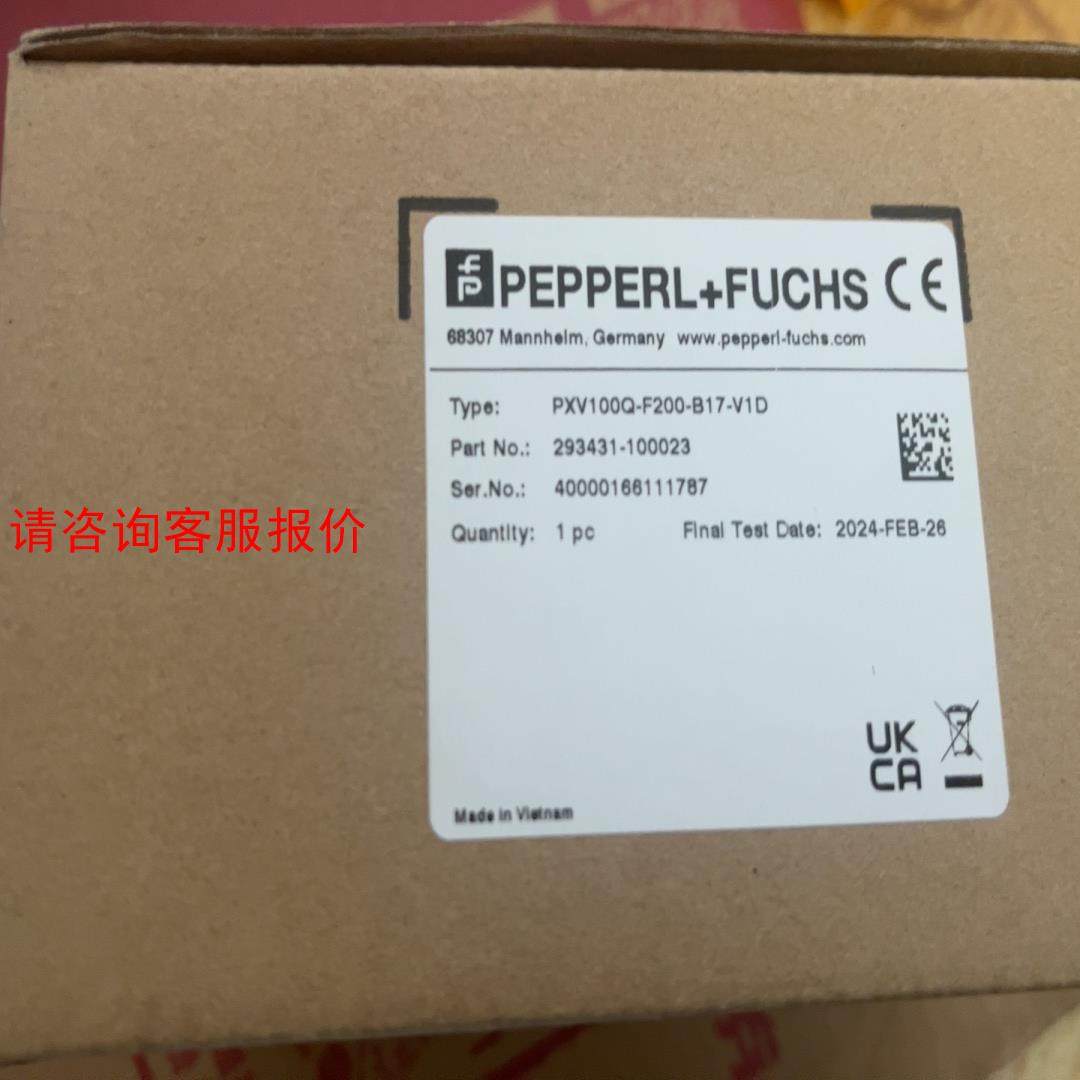 PEPPERL+FUCHS CE
68307 Mannheim, Germany www.pepperl-fuchs.com
Type: PXV100Q-F200-B17-V1D
Part No.: 293431-100023
Ser.No.: 40000166111787
Quantity: 1 pc Final Test Date: 2024-FEB-26
请咨询客服报价
UK
CA
Made in Vietnam